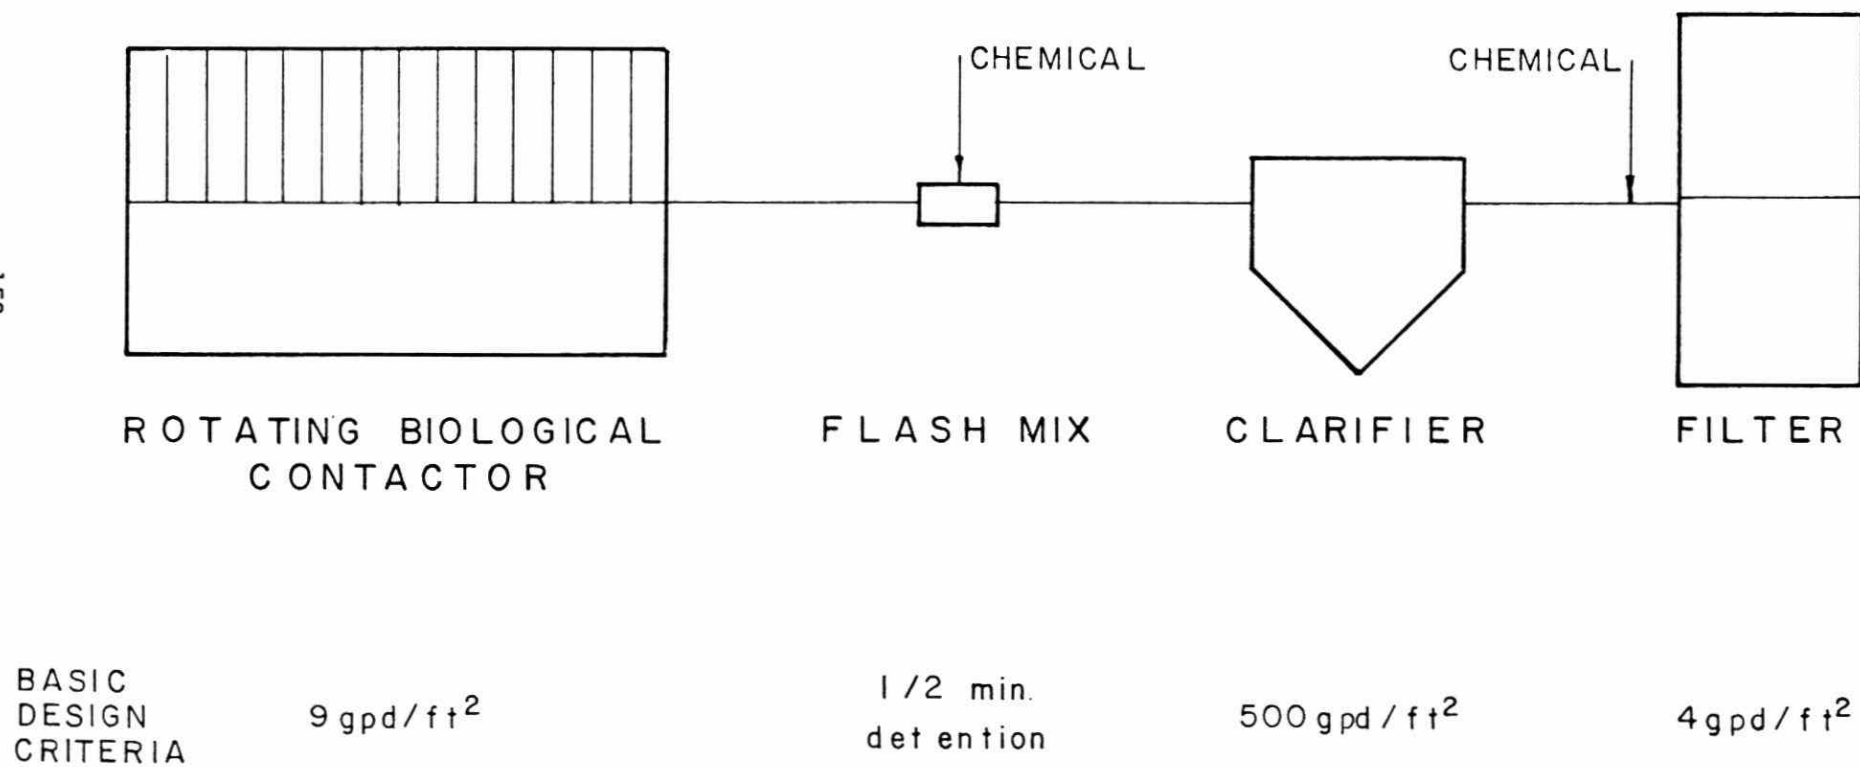 CHEMICAL
CHEMICAL
ROTATING BIOLOGICAL
CONTACTOR
FLASH MIX
CLARIFIER
FILTER
BASIC
DESIGN
CRITERIA
9 gpd/ft²
1/2 min.
detention
500 gpd/ft²
4 gpd/ft²